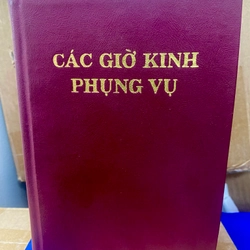 CÁC GIỜ KINH
PHỤNG VỤ